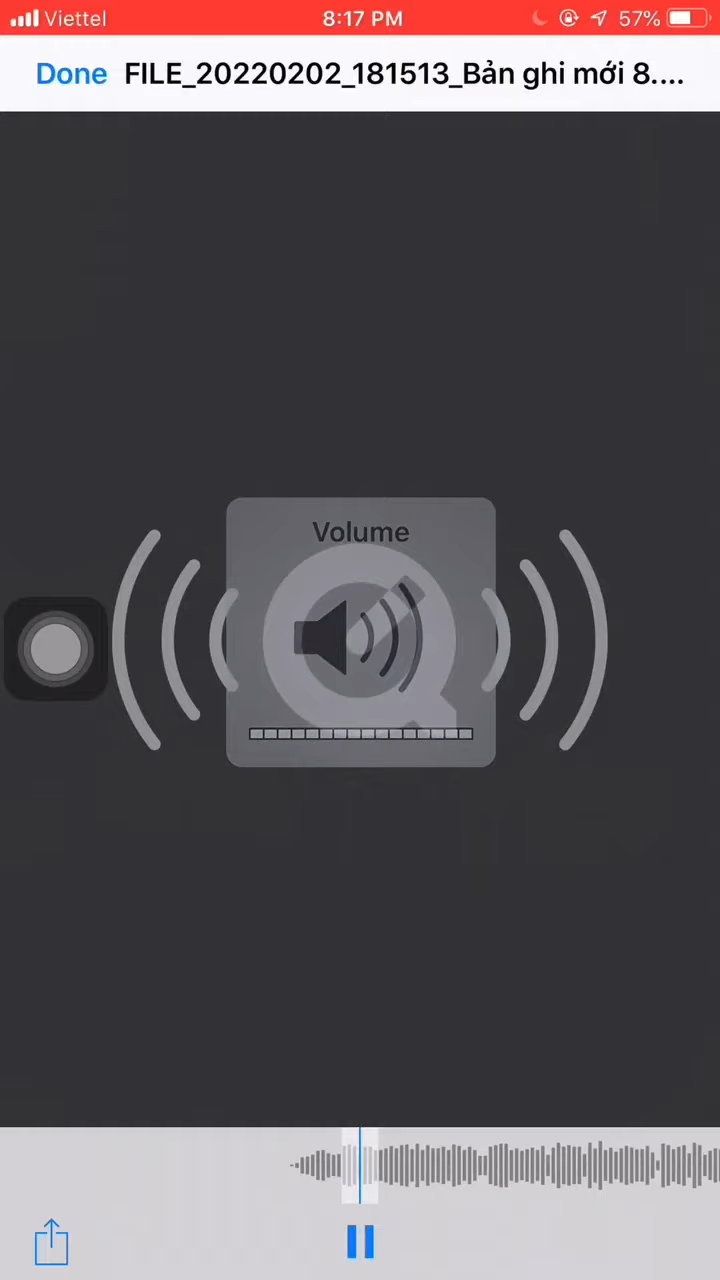 Viettel 8:17 PM 57%
Done FILE_20220202_181513_Bản ghi mới 8....
Volume